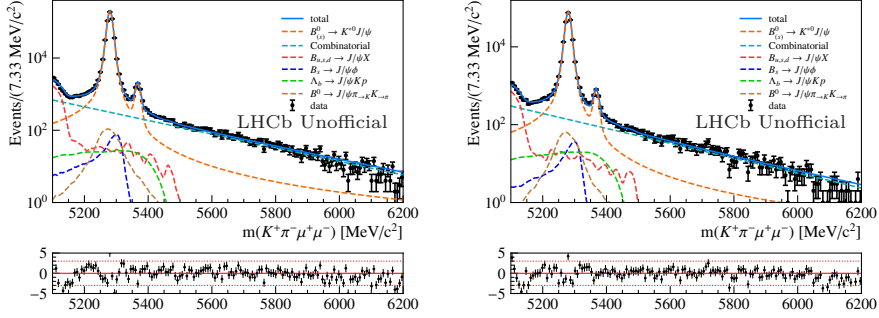 Events/(7.33 MeV/c²)
10⁴
10²
10⁰
total
B⁰₍ₛ₎ → K*⁰J/ψ
Combinatorial
B_{u,s,d} → J/ψX
B_s → J/ψϕ
Λ_b → J/ψKp
B⁰ → J/ψπ_{→K}K_{→π}
data
LHCb Unofficial
5200 5400 5600 5800 6000 6200
m(K⁺π⁻μ⁺μ⁻) [MeV/c²]
5
0
−5
5200 5400 5600 5800 6000 6200
Events/(7.33 MeV/c²)
10⁴
10²
10⁰
total
B⁰₍ₛ₎ → K*⁰J/ψ
Combinatorial
B_{u,s,d} → J/ψX
B_s → J/ψϕ
Λ_b → J/ψKp
B⁰ → J/ψπ_{→K}K_{→π}
data
LHCb Unofficial
5200 5400 5600 5800 6000 6200
m(K⁺π⁻μ⁺μ⁻) [MeV/c²]
5
0
−5
5200 5400 5600 5800 6000 6200